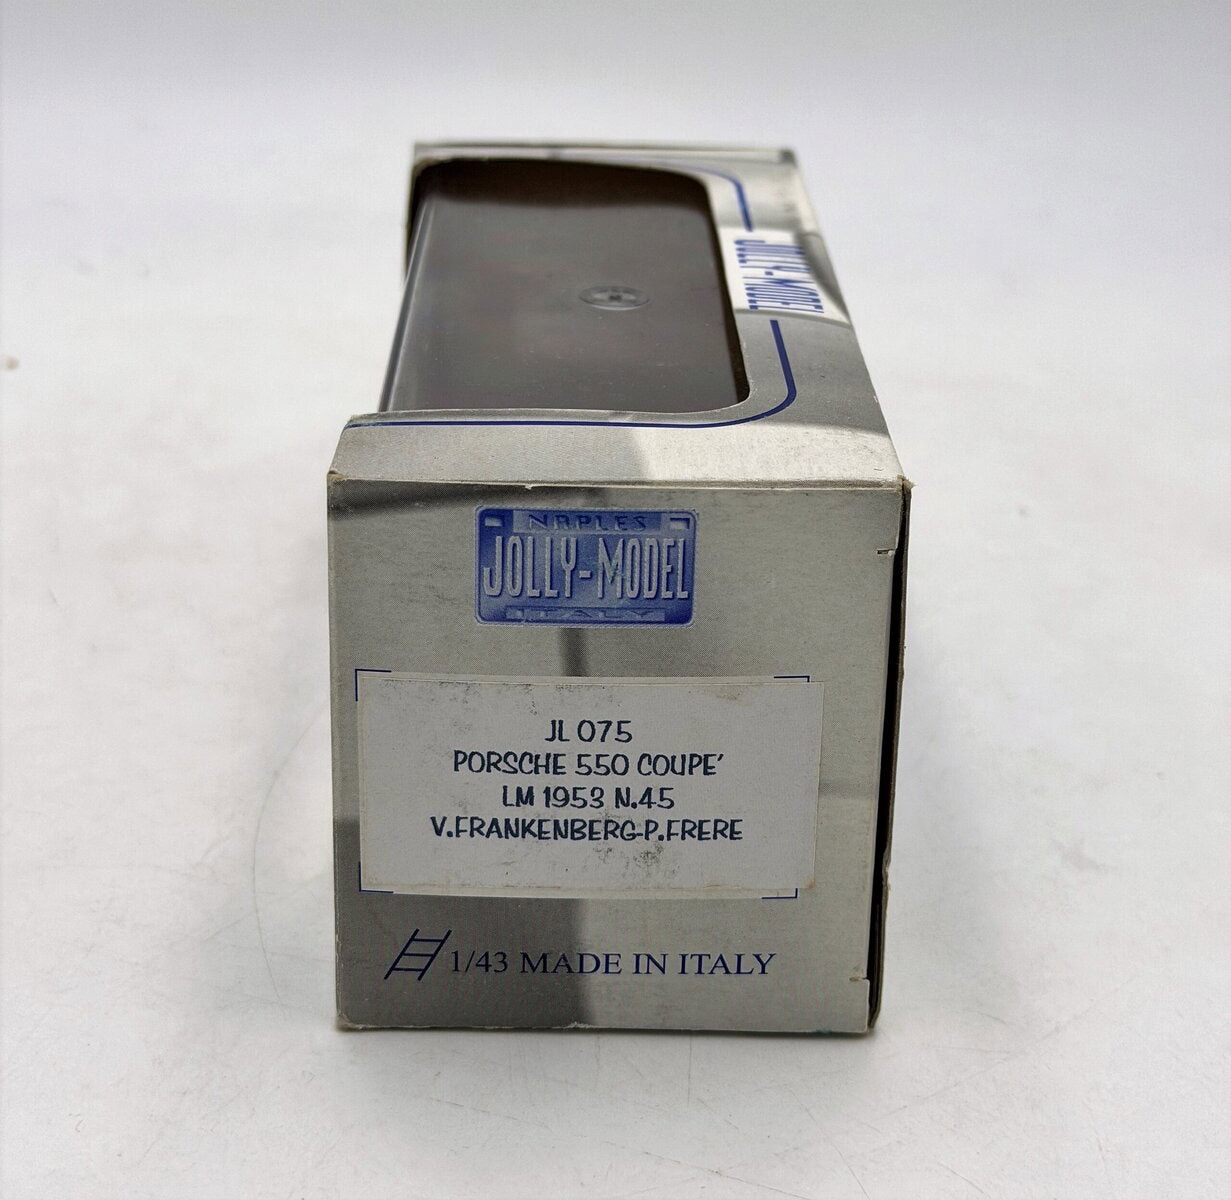 JOLLY-MODEL
NAPLES
JOLLY-MODEL
ITALY
JL 075
PORSCHE 550 COUPE'
LM 1953 N.45
V.FRANKENBERG-P.FRERE
1/43 MADE IN ITALY